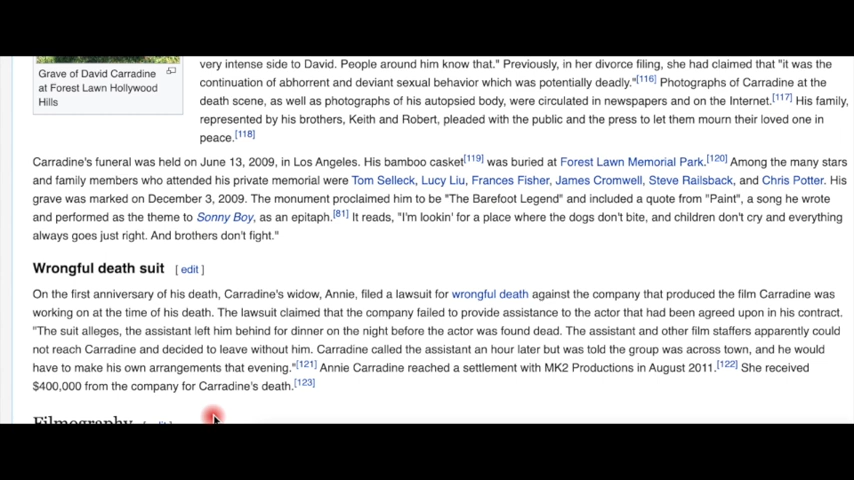 very intense side to David. People around him know that." Previously, in her divorce filing, she had claimed that "it was the
continuation of abhorrent and deviant sexual behavior which was potentially deadly."[116] Photographs of Carradine at the
death scene, as well as photographs of his autopsied body, were circulated in newspapers and on the Internet.[117] His family,
represented by his brothers, Keith and Robert, pleaded with the public and the press to let them mourn their loved one in
peace.[118]
Grave of David Carradine
at Forest Lawn Hollywood
Hills
Carradine's funeral was held on June 13, 2009, in Los Angeles. His bamboo casket[119] was buried at Forest Lawn Memorial Park.[120] Among the many stars
and family members who attended his private memorial were Tom Selleck, Lucy Liu, Frances Fisher, James Cromwell, Steve Railsback, and Chris Potter. His
grave was marked on December 3, 2009. The monument proclaimed him to be "The Barefoot Legend" and included a quote from "Paint", a song he wrote
and performed as the theme to Sonny Boy, as an epitaph.[81] It reads, "I'm lookin' for a place where the dogs don't bite, and children don't cry and everything
always goes just right. And brothers don't fight."
Wrongful death suit [ edit ]
On the first anniversary of his death, Carradine's widow, Annie, filed a lawsuit for wrongful death against the company that produced the film Carradine was
working on at the time of his death. The lawsuit claimed that the company failed to provide assistance to the actor that had been agreed upon in his contract.
"The suit alleges, the assistant left him behind for dinner on the night before the actor was found dead. The assistant and other film staffers apparently could
not reach Carradine and decided to leave without him. Carradine called the assistant an hour later but was told the group was across town, and he would
have to make his own arrangements that evening."[121] Annie Carradine reached a settlement with MK2 Productions in August 2011.[122] She received
$400,000 from the company for Carradine's death.[123]
Filmography [ edit ]